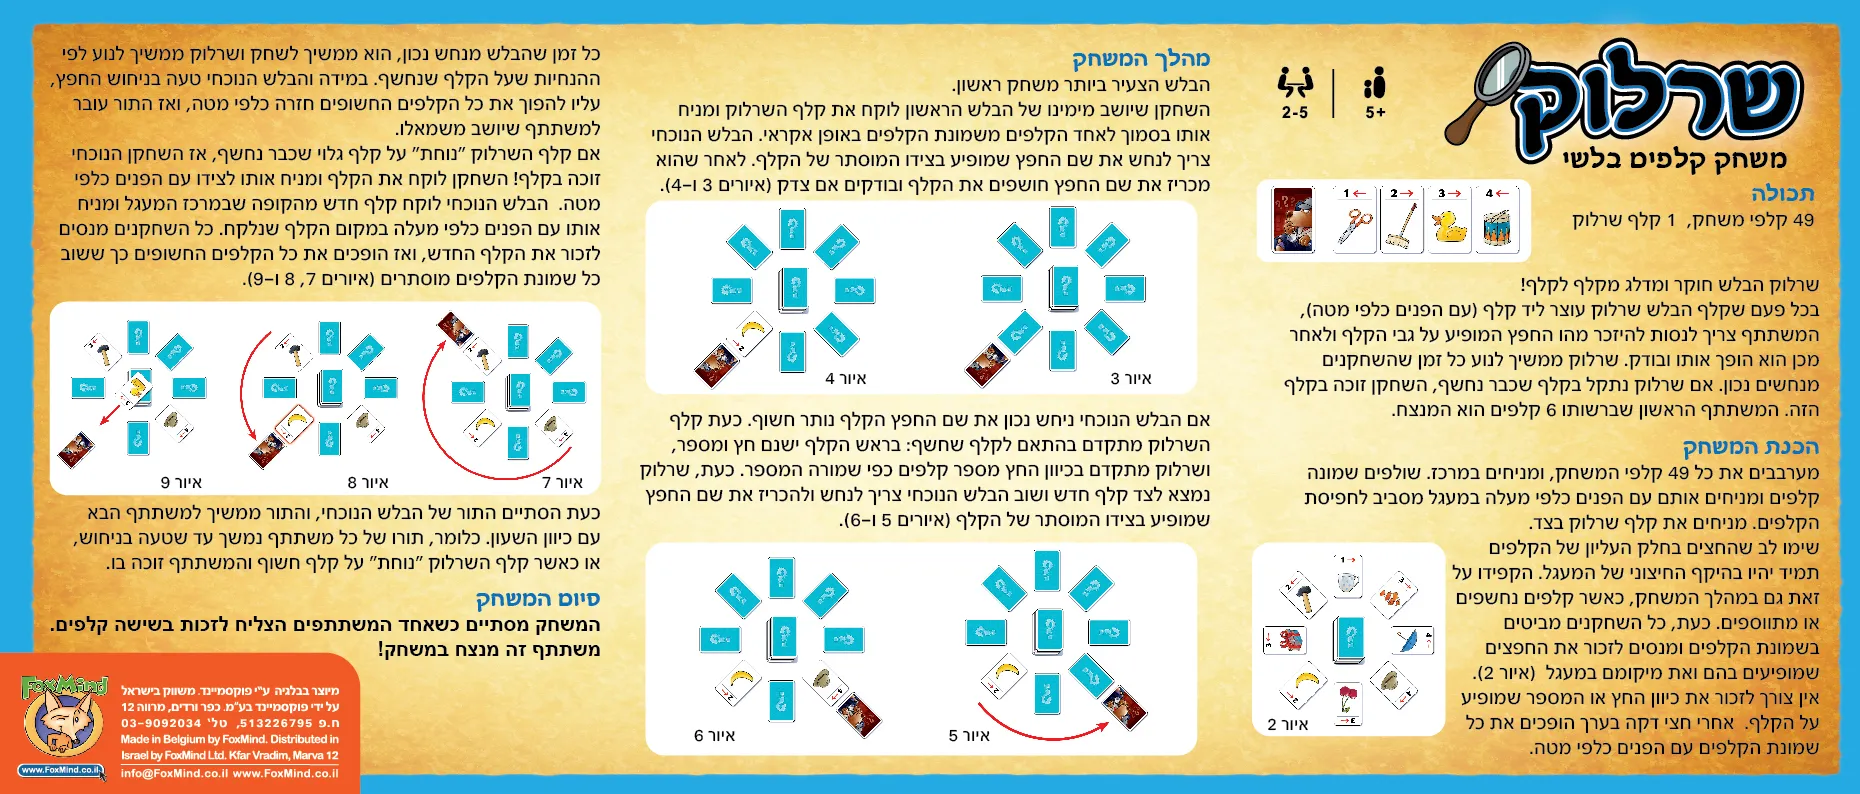 שרלוק
משחק קלפים בלשי
2-5
5+
תכולה
49 קלפי משחק, 1 קלף שרלוק
1←
2→
3→
4←
שרלוק הבלש חוקר ומדלג מקלף לקלף!
בכל פעם שקלף הבלש שרלוק עוצר ליד קלף (עם הפנים כלפי מטה),
המשתתף צריך לנסות להיזכר מהו החפץ המופיע על גבי הקלף ולאחר
מכן הוא הופך אותו ובודק. שרלוק ממשיך לנוע כל זמן שהשחקנים
מנחשים נכון. אם שרלוק נתקל בקלף שכבר נחשף, השחקן זוכה בקלף
הזה. המשתתף הראשון שברשותו 6 קלפים הוא המנצח.
הכנת המשחק
מערבבים את כל 49 קלפי המשחק, ומניחים במרכז. שולפים שמונה
קלפים ומניחים אותם עם הפנים כלפי מעלה במעגל מסביב לחפיסת
הקלפים. מניחים את קלף שרלוק בצד.
שימו לב שהחצים בחלק העליון של הקלפים
תמיד יהיו בהיקף החיצוני של המעגל. הקפידו על
זאת גם במהלך המשחק, כאשר קלפים נחשפים
או מתווספים. כעת, כל השחקנים מביטים
בשמונת הקלפים ומנסים לזכור את החפצים
שמופיעים בהם ואת מיקומם במעגל (איור 2).
אין צורך לזכור את כיוון החץ או המספר שמופיע
על הקלף. אחרי חצי דקה בערך הופכים את כל
שמונת הקלפים עם הפנים כלפי מטה.
איור 2
מהלך המשחק
הבלש הצעיר ביותר משחק ראשון.
השחקן שיושב מימינו של הבלש הראשון לוקח את קלף השרלוק ומניח
אותו בסמוך לאחד הקלפים משמונת הקלפים באופן אקראי. הבלש הנוכחי
צריך לנחש את שם החפץ שמופיע בצידו המוסתר של הקלף. לאחר שהוא
מכריז את שם החפץ חושפים את הקלף ובודקים אם צדק (איורים 3 ו-4).
איור 3
איור 4
אם הבלש הנוכחי ניחש נכון את שם החפץ הקלף נותר חשוף. כעת קלף
השרלוק מתקדם בהתאם לקלף שחשף: בראש הקלף ישנם חץ ומספר,
ושרלוק מתקדם בכיוון החץ מספר קלפים כפי שמורה המספר. כעת, שרלוק
נמצא לצד קלף חדש ושוב הבלש הנוכחי צריך לנחש ולהכריז את שם החפץ
שמופיע בצידו המוסתר של הקלף (איורים 5 ו-6).
איור 5
איור 6
כל זמן שהבלש מנחש נכון, הוא ממשיך לשחק ושרלוק ממשיך לנוע לפי
ההנחיות שעל הקלף שנחשף. במידה והבלש הנוכחי טעה בניחוש החפץ,
עליו להפוך את כל הקלפים החשופים חזרה כלפי מטה, ואז התור עובר
למשתתף שיושב משמאלו.
אם קלף השרלוק "נוחת" על קלף גלוי שכבר נחשף, אז השחקן הנוכחי
זוכה בקלף! השחקן לוקח את הקלף ומניח אותו לצידו עם הפנים כלפי
מטה. הבלש הנוכחי לוקח קלף חדש מהקופה שבמרכז המעגל ומניח
אותו עם הפנים כלפי מעלה במקום הקלף שנלקח. כל השחקנים מנסים
לזכור את הקלף החדש, ואז הופכים את כל הקלפים החשופים כך ששוב
כל שמונת הקלפים מוסתרים (איורים 7, 8 ו-9).
איור 7
איור 8
איור 9
כעת הסתיים התור של הבלש הנוכחי, והתור ממשיך למשתתף הבא
עם כיוון השעון. כלומר, תורו של כל משתתף נמשך עד שטעה בניחוש,
או כאשר קלף השרלוק "נוחת" על קלף חשוף והמשתתף זוכה בו.
סיום המשחק
המשחק מסתיים כשאחד המשתתפים הצליח לזכות בשישה קלפים.
משתתף זה מנצח במשחק!
FoxMind
www.FoxMind.co.il
מיוצר בבלגיה ע"י פוקסמיינד. משווק בישראל
על ידי פוקסמיינד בע"מ. כפר ורדים, מרווה 12
ח.פ 513226795, טל' 03-9092034
Made in Belgium by FoxMind. Distributed in
Israel by FoxMind Ltd. Kfar Vradim, Marva 12
info@FoxMind.co.il www.FoxMind.co.il